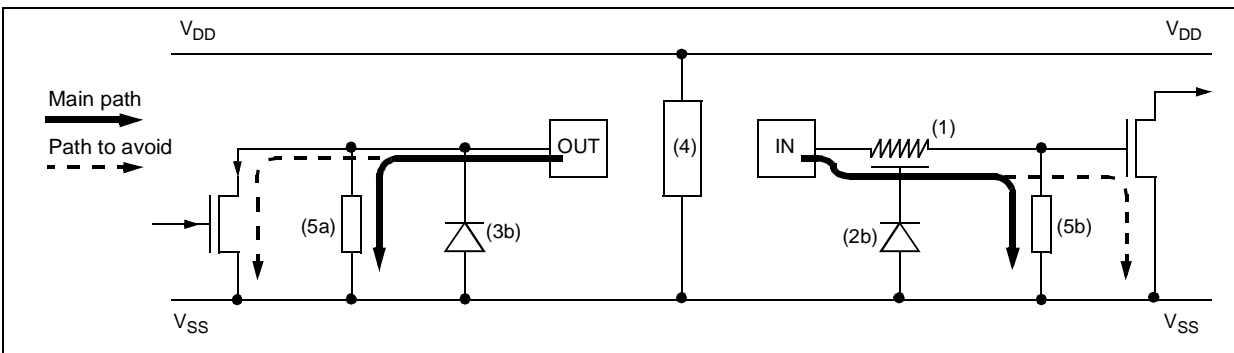 VDD
VDD
Main path
Path to avoid
OUT
(4)
IN
(1)
(5a)
(3b)
(2b)
(5b)
VSS
VSS